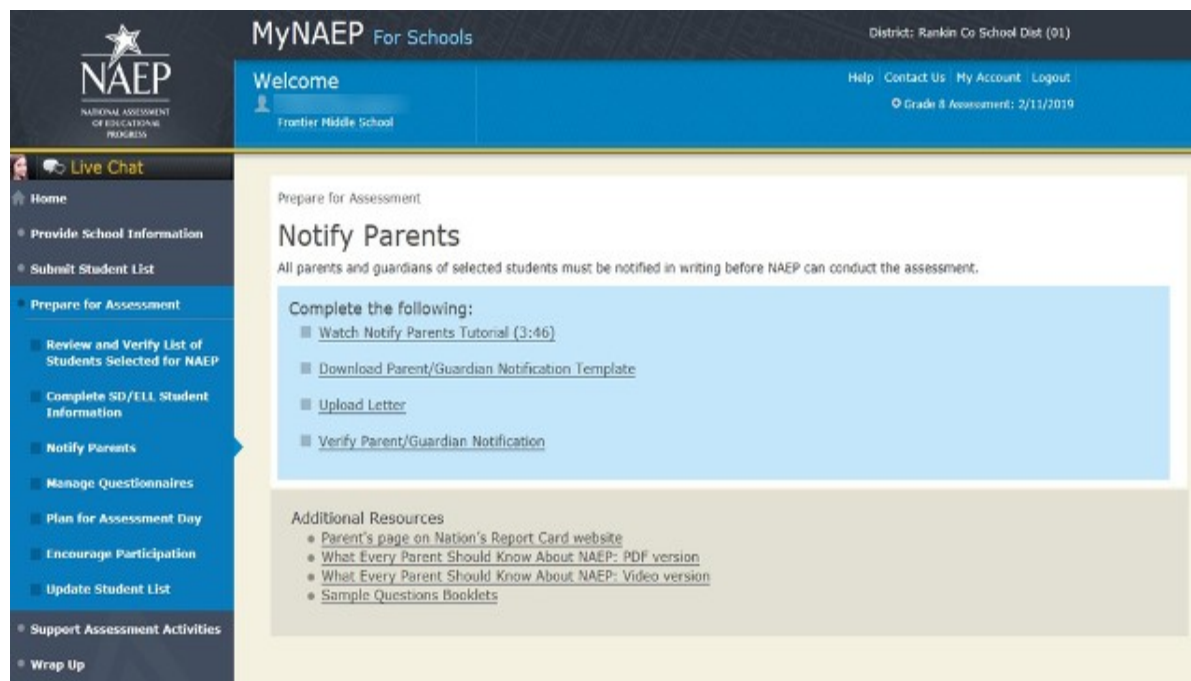 NAEP
NATIONAL ASSESSMENT
OF EDUCATIONAL
PROGRESS
MyNAEP For Schools
District: Rankin Co School Dist (01)
Welcome
Frontier Middle School
Help Contact Us My Account Logout
Grade 8 Assessment: 2/11/2019
Live Chat
Home
Provide School Information
Submit Student List
Prepare for Assessment
Review and Verify List of
Students Selected for NAEP
Complete SD/ELL Student
Information
Notify Parents
Manage Questionnaires
Plan for Assessment Day
Encourage Participation
Update Student List
Support Assessment Activities
Wrap Up
Prepare for Assessment
Notify Parents
All parents and guardians of selected students must be notified in writing before NAEP can conduct the assessment.
Complete the following:
Watch Notify Parents Tutorial (3:46)
Download Parent/Guardian Notification Template
Upload Letter
Verify Parent/Guardian Notification
Additional Resources
Parent's page on Nation's Report Card website
What Every Parent Should Know About NAEP: PDF version
What Every Parent Should Know About NAEP: Video version
Sample Questions Booklets